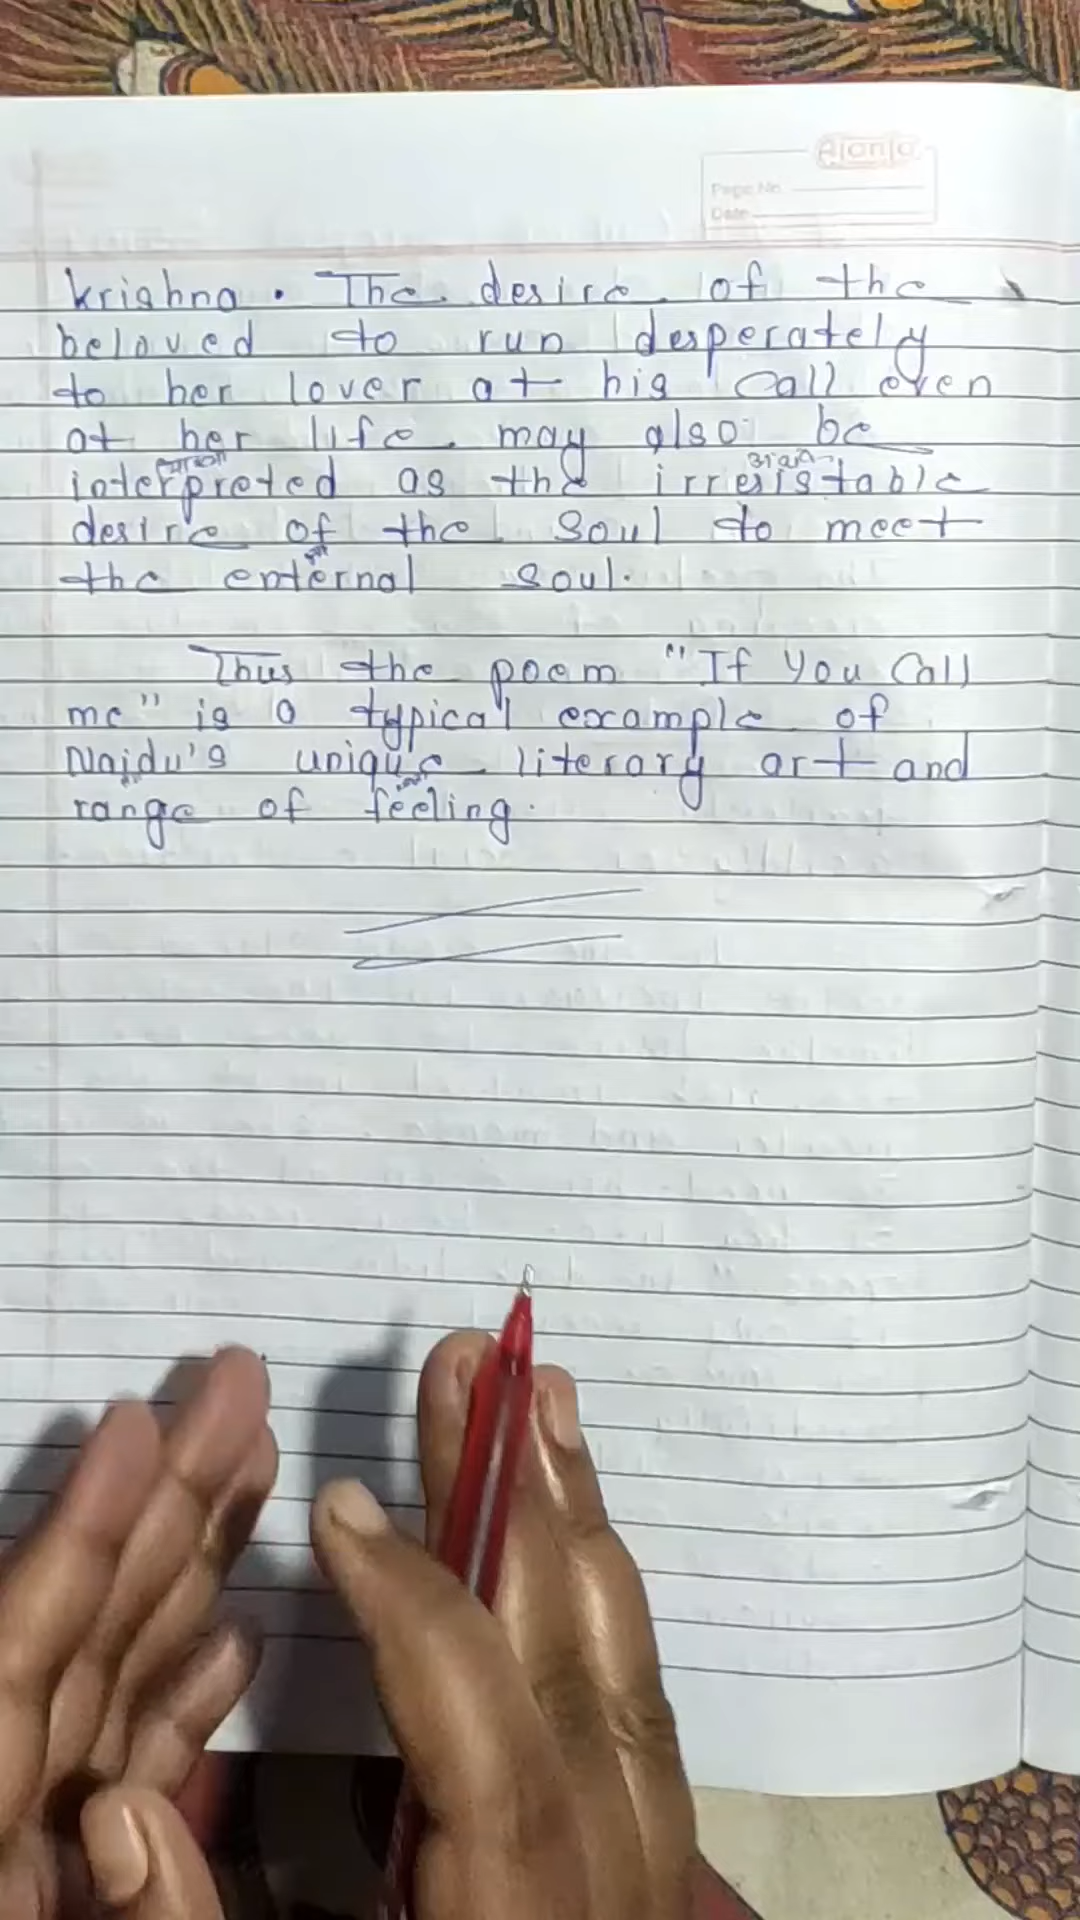 Ajanta
Page No.
Date
krishna. The desire of the
beloved to run desperately
to her lover at his call even
at her life may also be
interpreted as the irresistable
desire of the soul to meet
the enternal soul.
Thus the poem "If you call
me" is a typical example of
Naidu's unique literary art and
range of feeling.